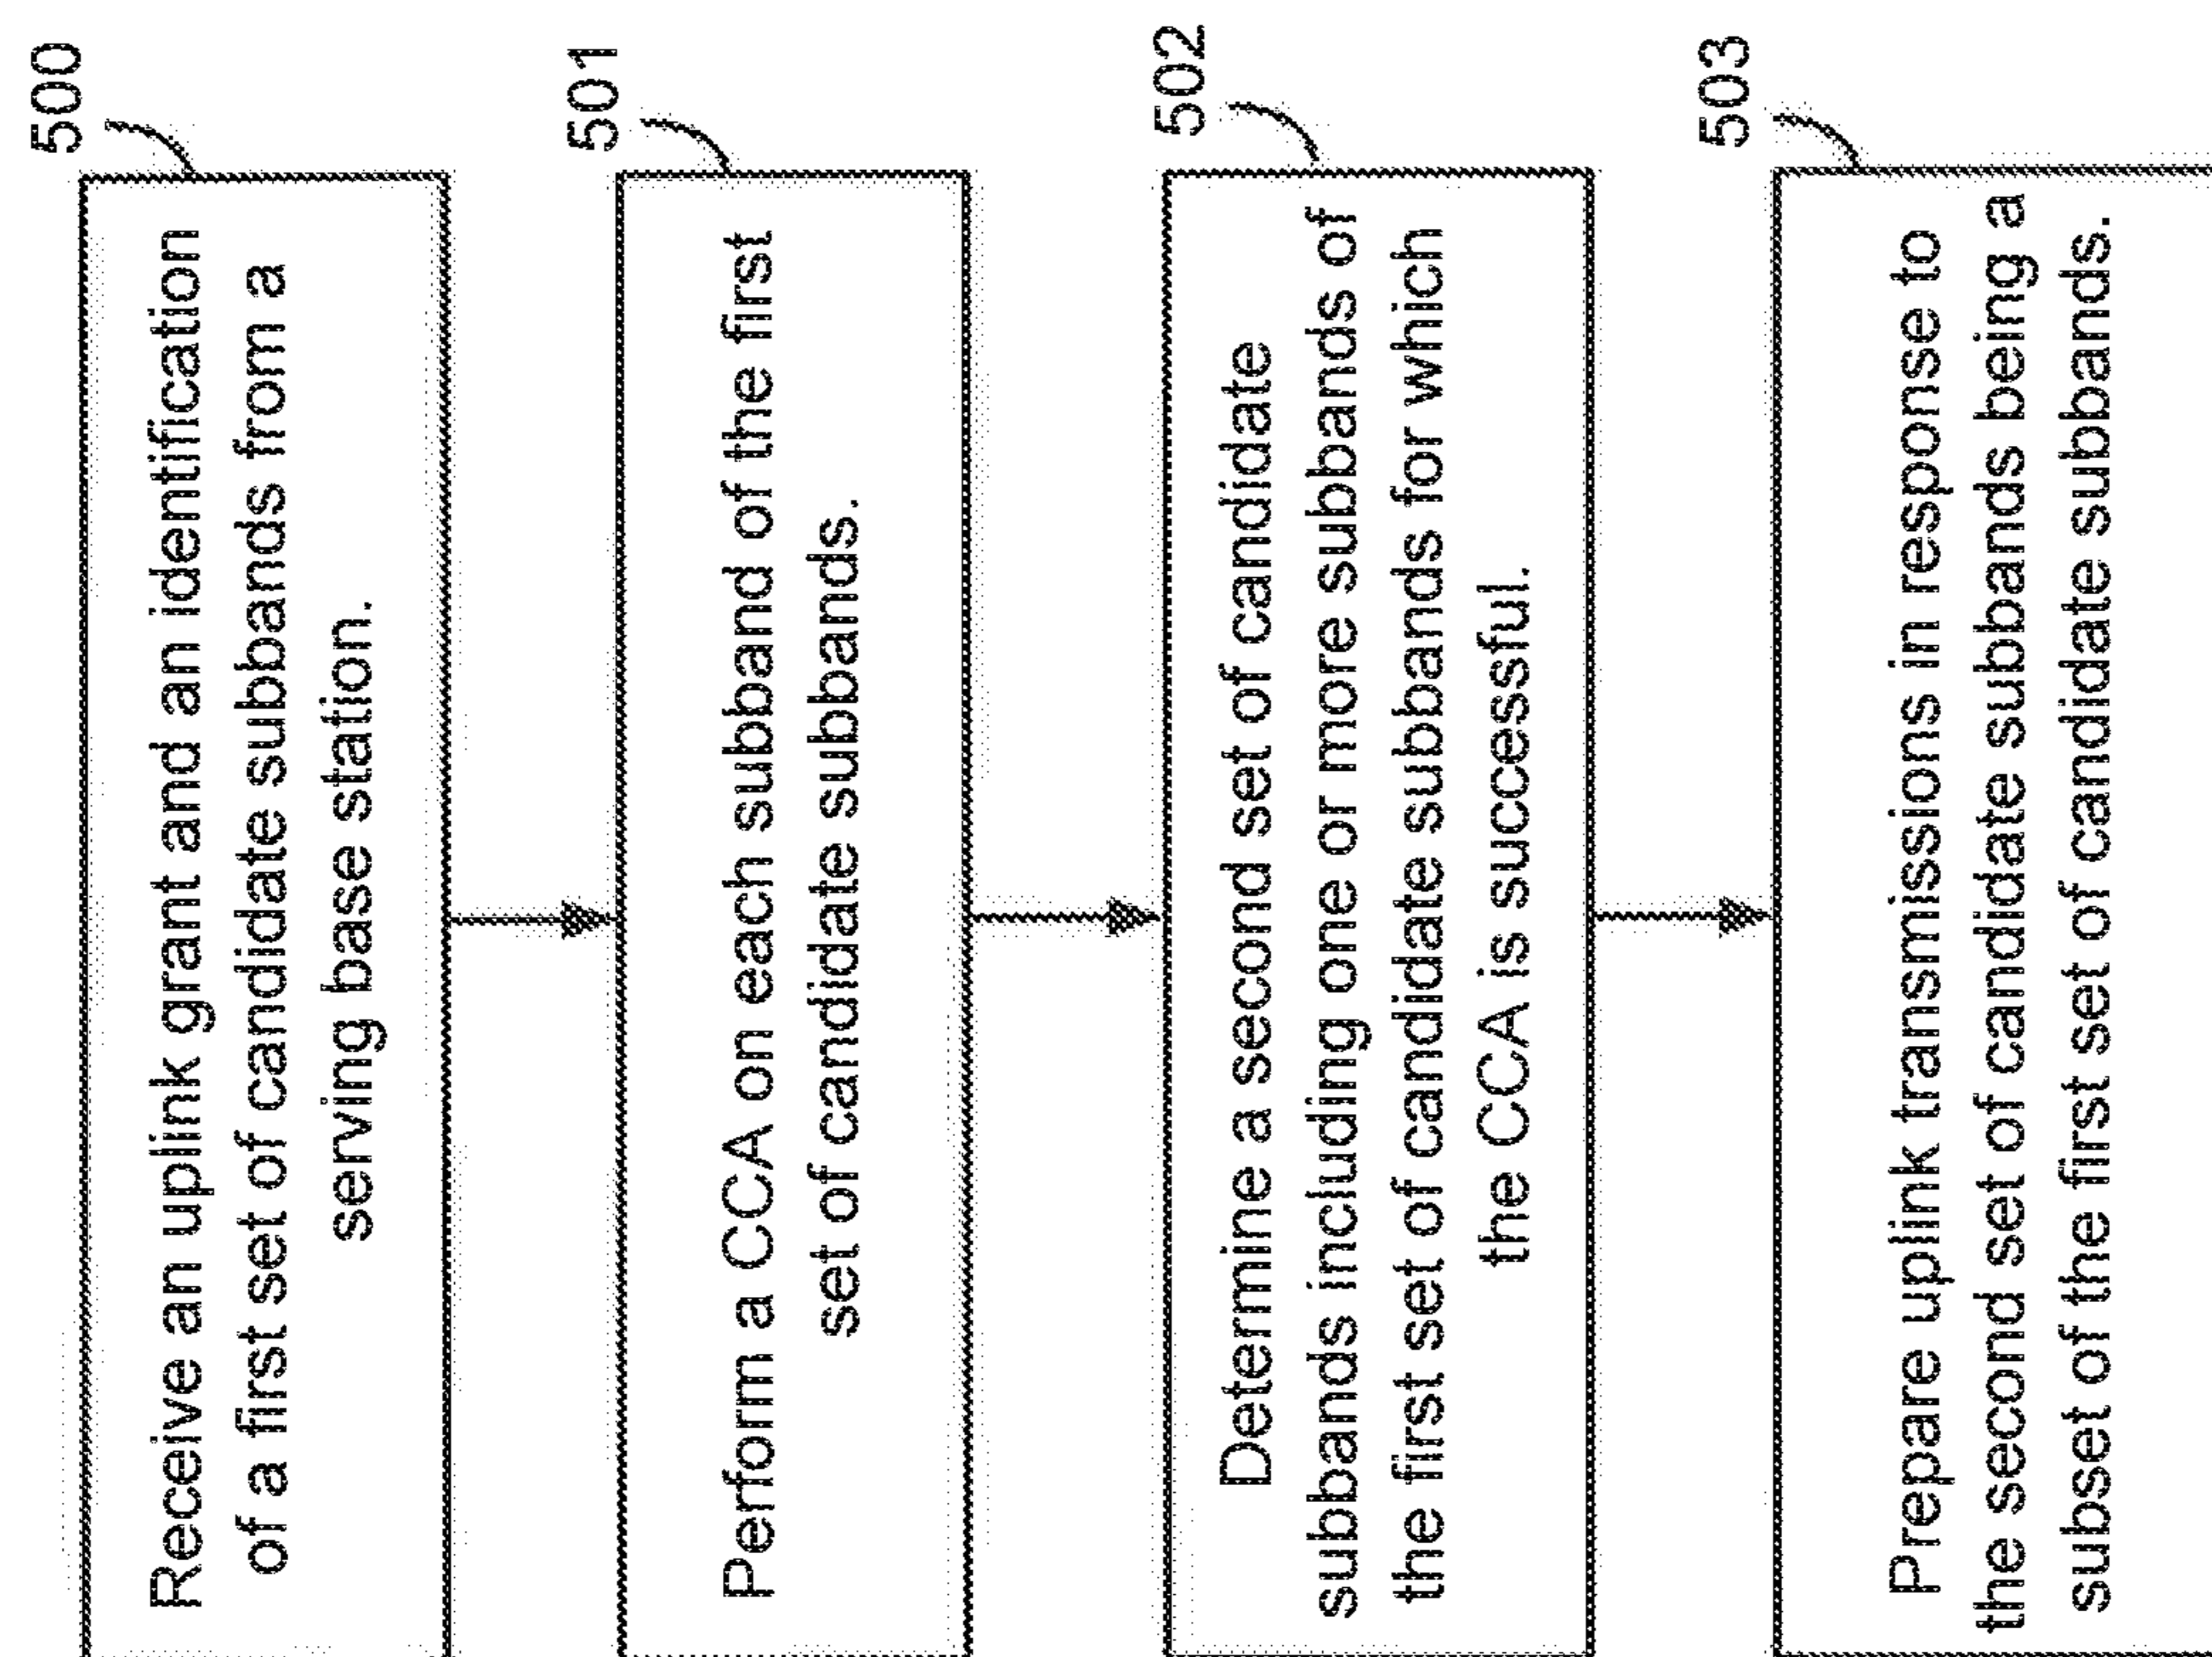 500
Receive an uplink grant and an identification
of a first set of candidate subbands from a
serving base station.
501
Perform a CCA on each subband of the first
set of candidate subbands.
502
Determine a second set of candidate
subbands including one or more subbands of
the first set of candidate subbands for which
the CCA is successful.
503
Prepare uplink transmissions in response to
the second set of candidate subbands being a
subset of the first set of candidate subbands.